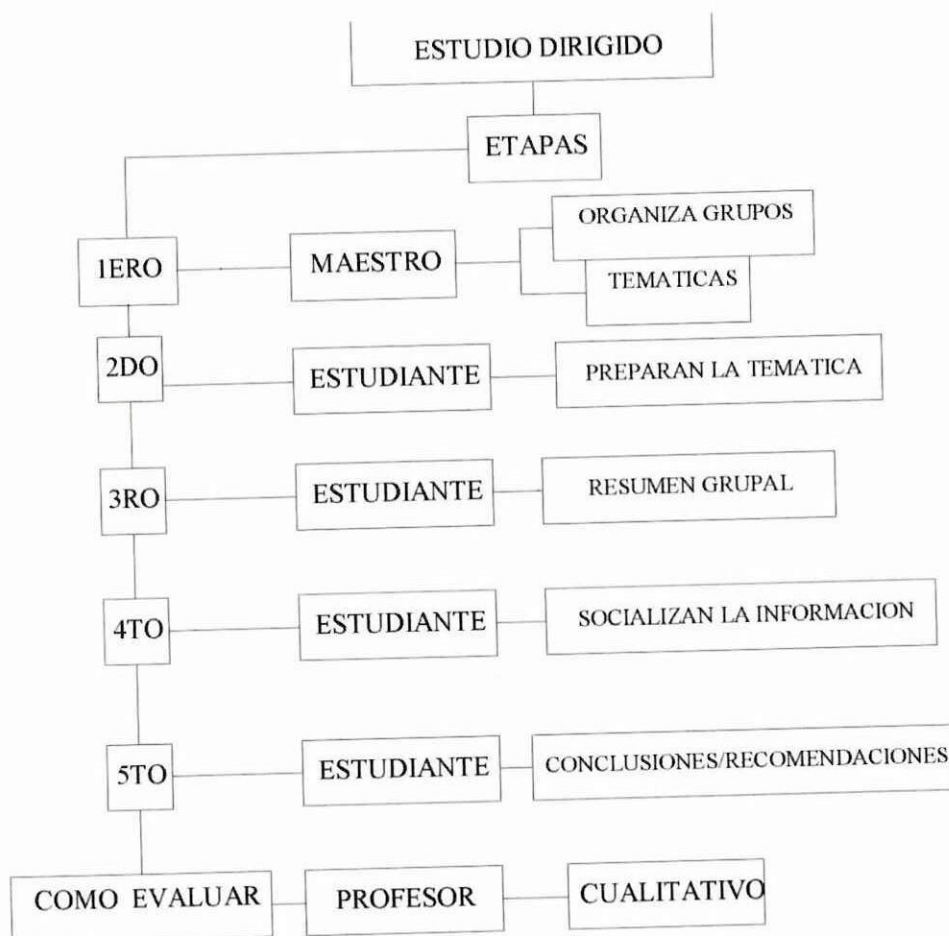 ESTUDIO DIRIGIDO
ETAPAS
1ERO
MAESTRO
ORGANIZA GRUPOS
TEMATICAS
2DO
ESTUDIANTE
PREPARAN LA TEMATICA
3RO
ESTUDIANTE
RESUMEN GRUPAL
4TO
ESTUDIANTE
SOCIALIZAN LA INFORMACION
5TO
ESTUDIANTE
CONCLUSIONES/RECOMENDACIONES
COMO EVALUAR
PROFESOR
CUALITATIVO